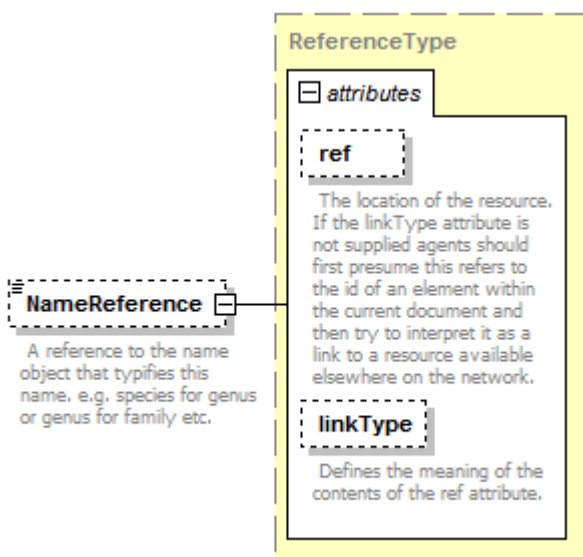 ReferenceType
attributes
ref
The location of the resource.
If the linkType attribute is
not supplied agents should
first presume this refers to
the id of an element within
the current document and
then try to interpret it as a
link to a resource available
elsewhere on the network.
NameReference
A reference to the name
object that typifies this
name. e.g. species for genus
or genus for family etc.
linkType
Defines the meaning of the
contents of the ref attribute.